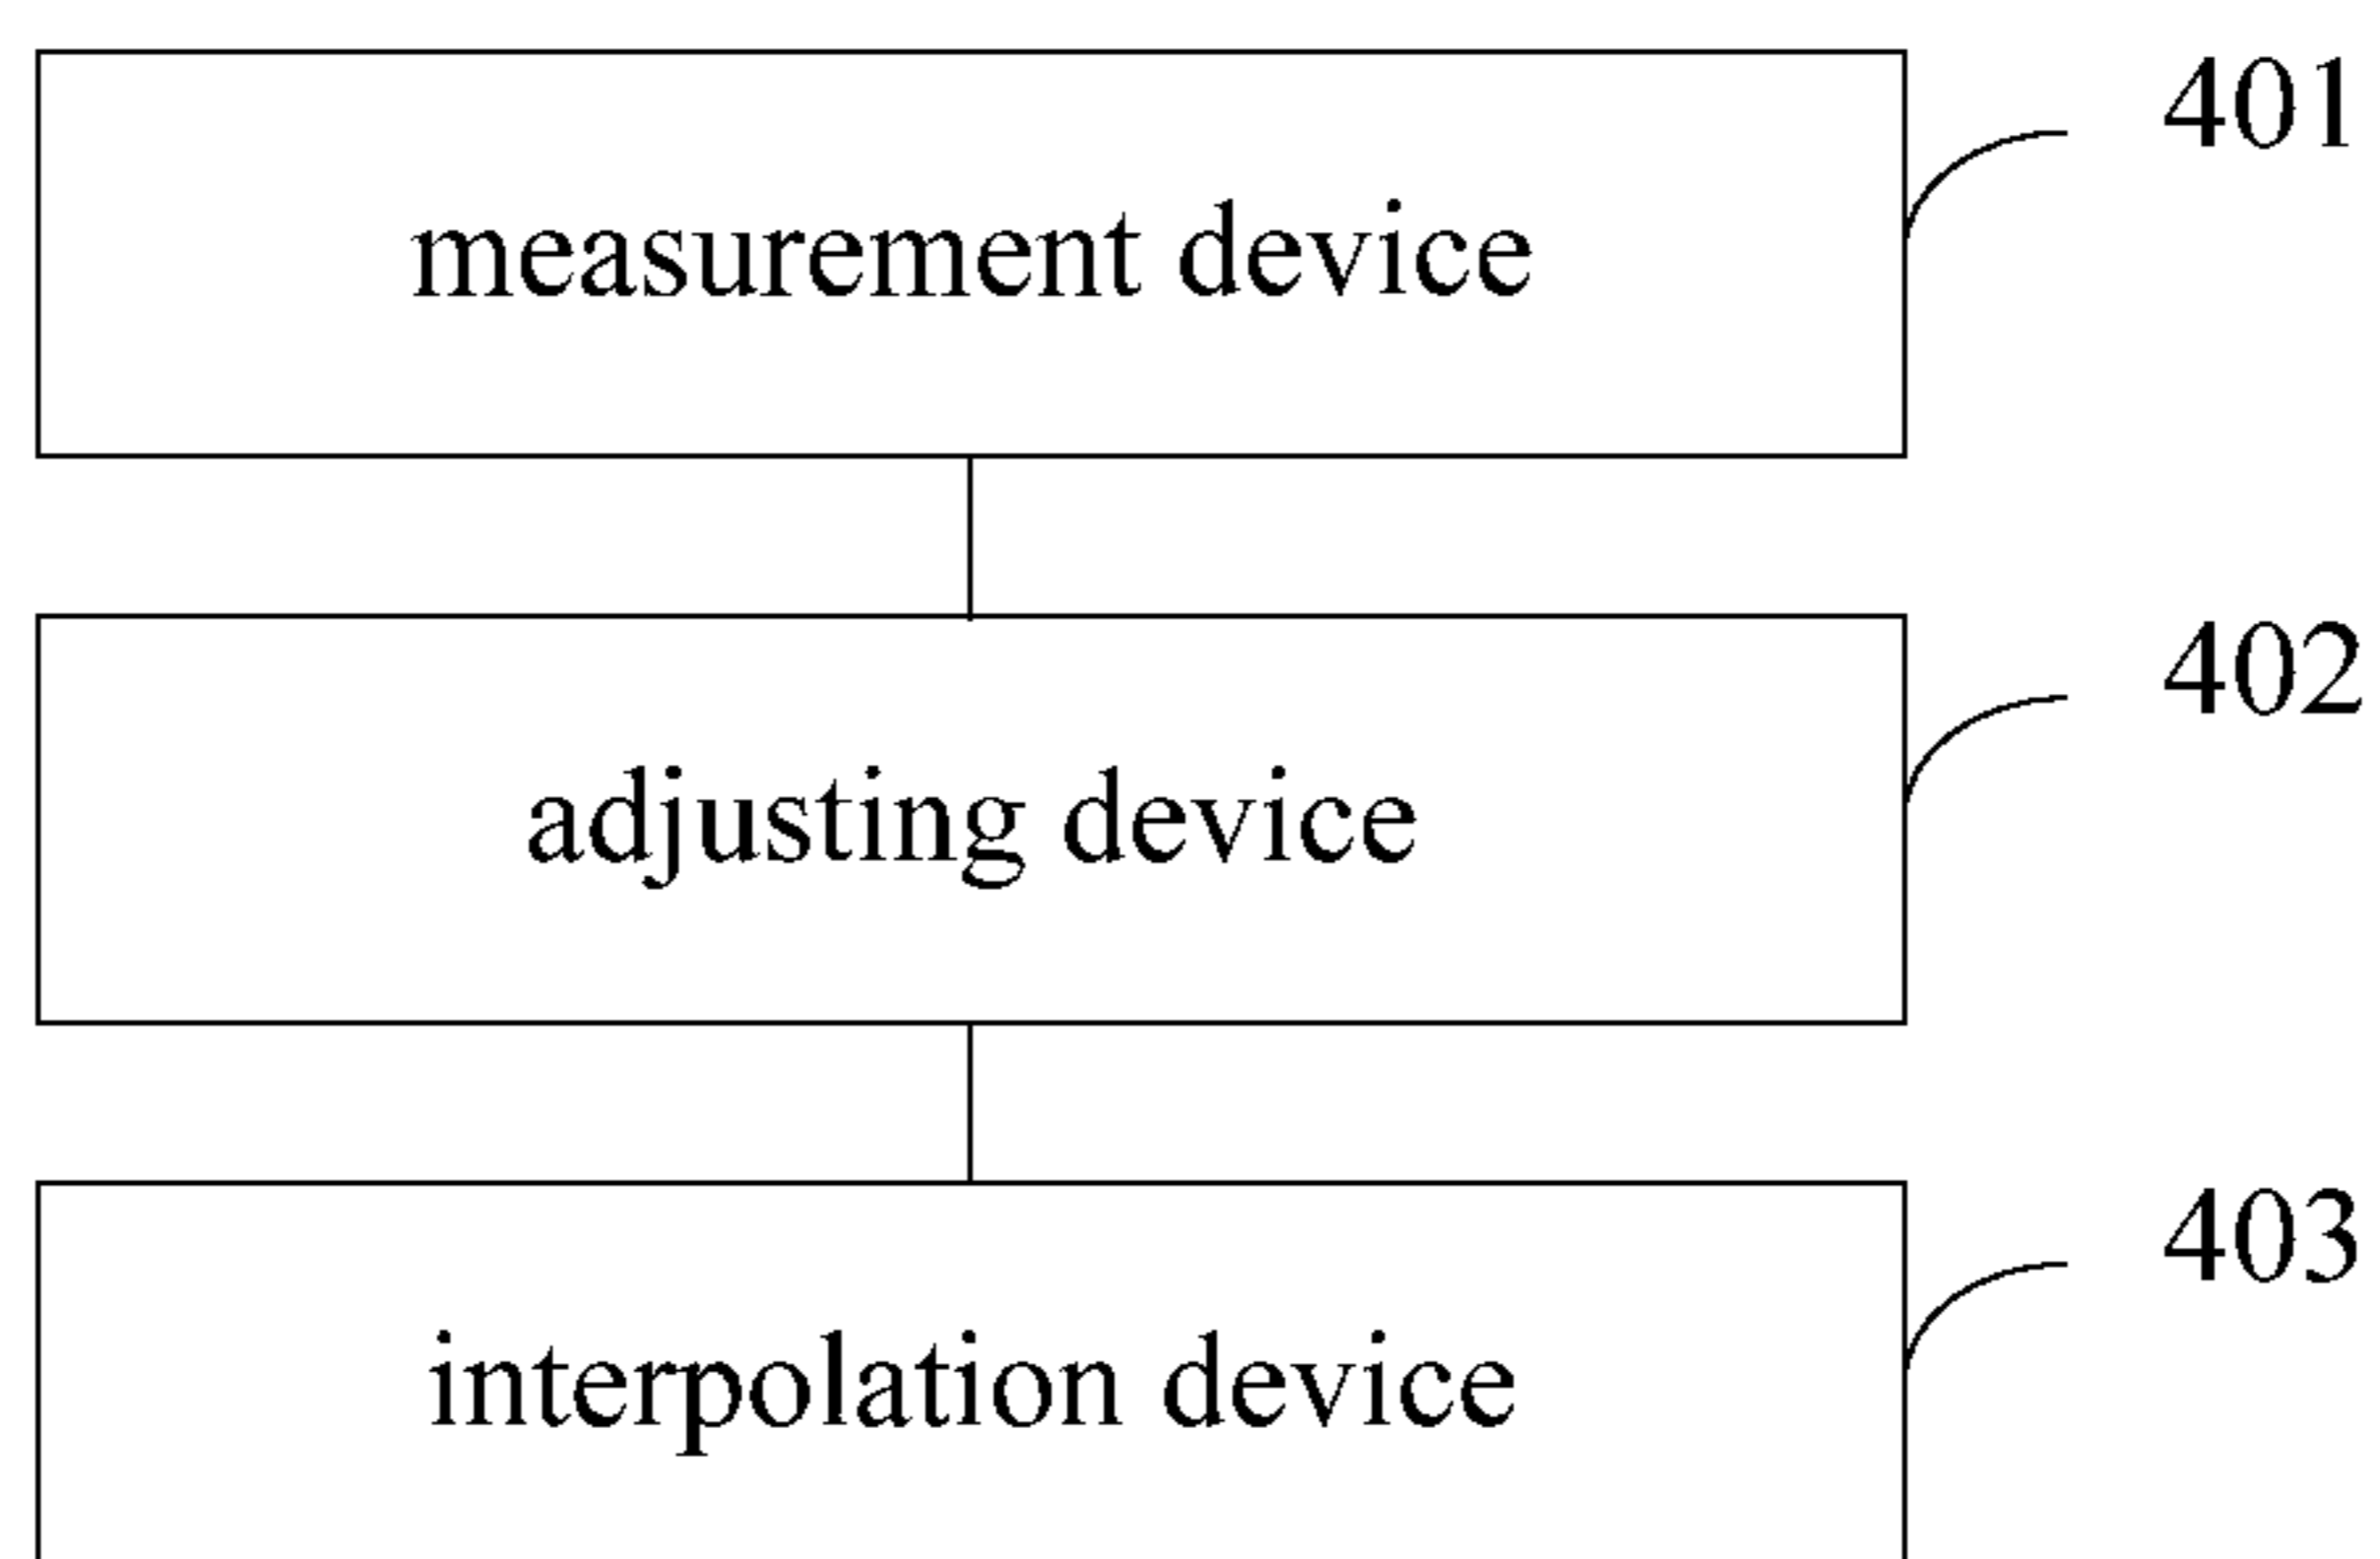 measurement device
401
adjusting device
402
interpolation device
403